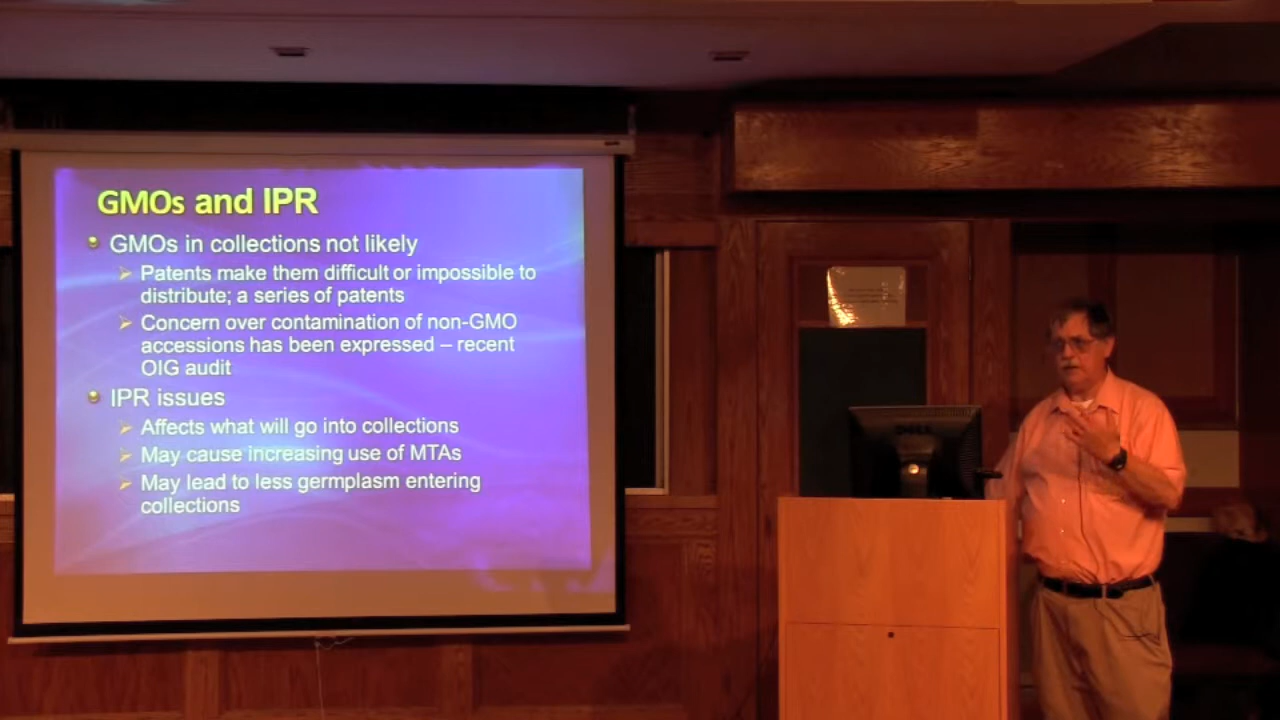 GMOs and IPR
GMOs in collections not likely
Patents make them difficult or impossible to
distribute; a series of patents
Concern over contamination of non-GMO
accessions has been expressed – recent
OIG audit
IPR issues
Affects what will go into collections
May cause increasing use of MTAs
May lead to less germplasm entering
collections
DELL